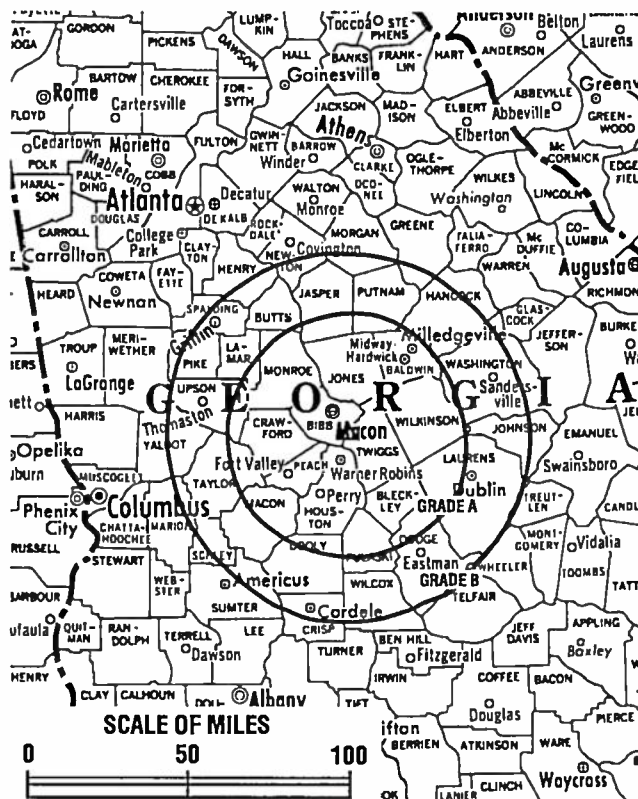 LUMP-
KIN
Toccoa
STE-
PHENS
Anderson
Belton
GORDON
PICKENS
DAWSON
HALL
BANKS
FRANK-
LIN
HART
ANDERSON
Laurens
BARTOW
CHEROKEE
FOR-
SYTH
Gainesville
Rome
Cartersville
JACKSON
MAD-
ISON
ELBERT
Elberton
ABBEVILLE
Abbeville
GREEN-
WOOD
FLOYD
Cedartown
Marietta
FULTON
GWIN-
NETT
BARROW
Athens
Winder
CLARKE
OGLE-
THORPE
Mc
CORMICK
POLK
Mableton
COBB
HARAL-
SON
PAUL-
DING
OCO-
NEE
WILKES
LINCOLN
Atlanta
Decatur
WALTON
Monroe
Washington
DOUGLAS
DE KALB
ROCK-
DALE
MORGAN
GREENE
TALIA-
FERRO
Mc
DUFFIE
CO-
LUMBIA
CARROLL
College
Park
CLAY-
TON
NEW-
TON
Covington
Carrollton
WARREN
Augusta
COWETA
FAY-
ETTE
HENRY
JASPER
PUTNAM
HANCOCK
RICHMON
HEARD
Newnan
SPALDING
BUTTS
GLAS-
COCK
JEFFER-
SON
BURKE
Griffin
Milledgeville
TROUP
MERI-
WETHER
PIKE
LA-
MAR
MONROE
Midway-
Hardwick
BALDWIN
WASHINGTON
LaGrange
UPSON
JONES
Sanders-
ville
GEORGIA
HARRIS
Thomaston
TALBOT
CRAW-
FORD
BIBB
Macon
WILKINSON
JOHNSON
EMANUEL
Opelika
TWIGGS
LAURENS
Swainsboro
MUSCOGEE
Fort Valley
PEACH
Warner Robins
TAYLOR
Dublin
Phenix
City
Columbus
MACON
Perry
HOUS-
TON
BLECK-
LEY
GRADE A
TREUT-
LEN
CHATTA-
HOOCHEE
MARION
MONT-
GOMERY
Vidalia
RUSSELL
SCHLEY
DOOLY
PULASKI
DODGE
Eastman
WHEELER
TOOMBS
STEWART
WEB-
STER
Americus
WILCOX
GRADE B
TELFAIR
SUMTER
Cordele
CRISP
QUIT-
MAN
RAN-
DOLPH
TERRELL
LEE
BEN HILL
JEFF
DAVIS
APPLING
Dawson
TURNER
Fitzgerald
Baxley
HENRY
IRWIN
COFFEE
BACON
CLAY
CALHOUN
Albany
TIFT
Douglas
PIERCE
SCALE OF MILES
BERRIEN
ATKINSON
WARE
0 50 100
Waycross
LANIER
CLINCH